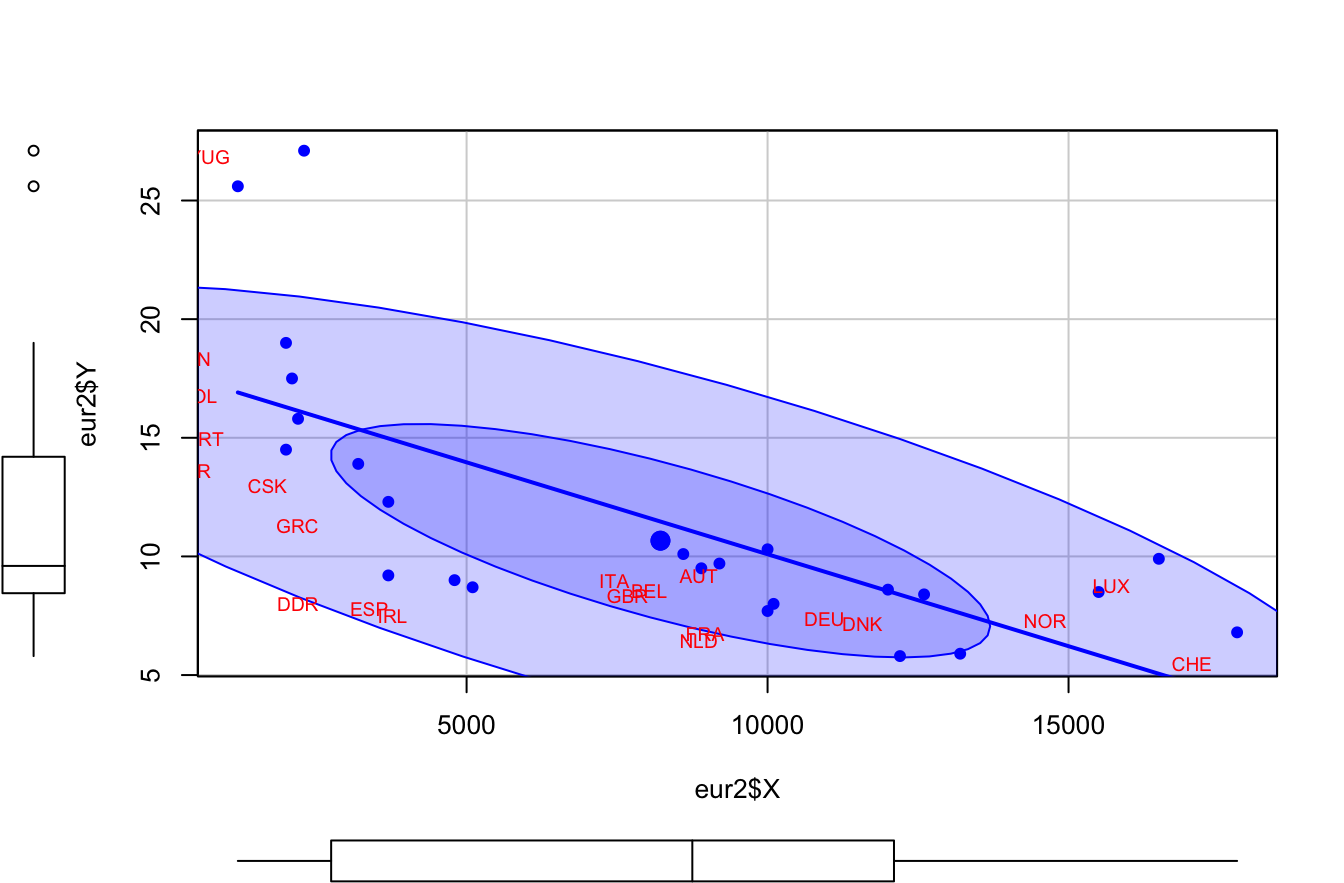 YUG
25
20
N
OL
15
RT
R
CSK
GRC
10
ITA
GBR
BEL
AUT
LUX
DDR
ESP
IRL
FRA
NLD
DEU
DNK
NOR
CHE
5
eur2$Y
5000
10000
15000
eur2$X